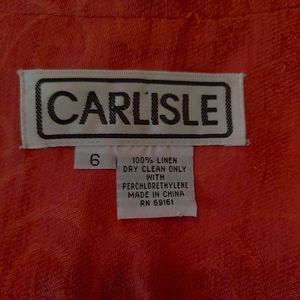 CARLISLE
6
100% LINEN
DRY CLEAN ONLY
WITH
PERCHLORETHYLENE
MADE IN CHINA
RN 69161